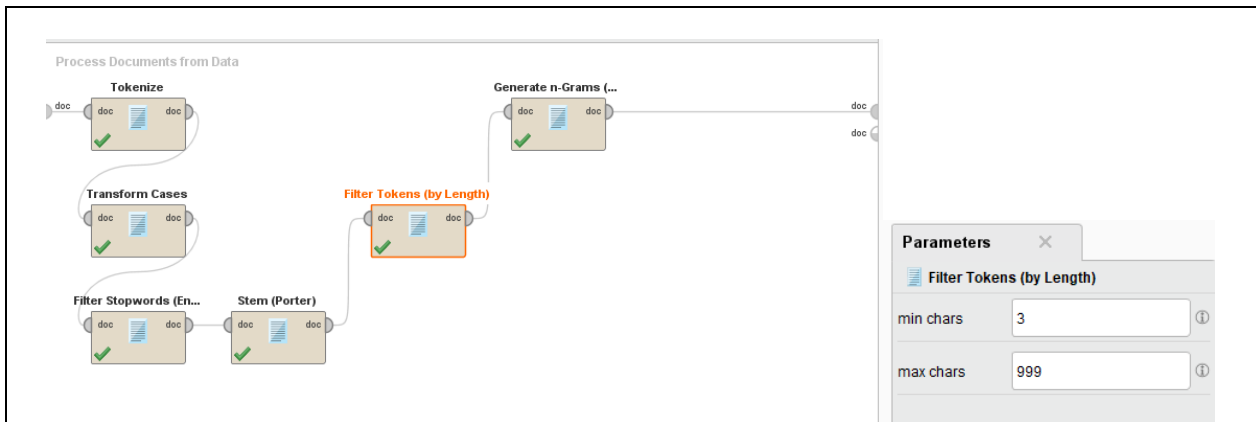 Process Documents from Data
Tokenize
doc
doc doc
Transform Cases
doc doc
Filter Stopwords (En...
doc doc
Stem (Porter)
doc doc
Filter Tokens (by Length)
doc doc
Generate n-Grams (...
doc doc
doc
doc
Parameters
Filter Tokens (by Length)
min chars 3
max chars 999